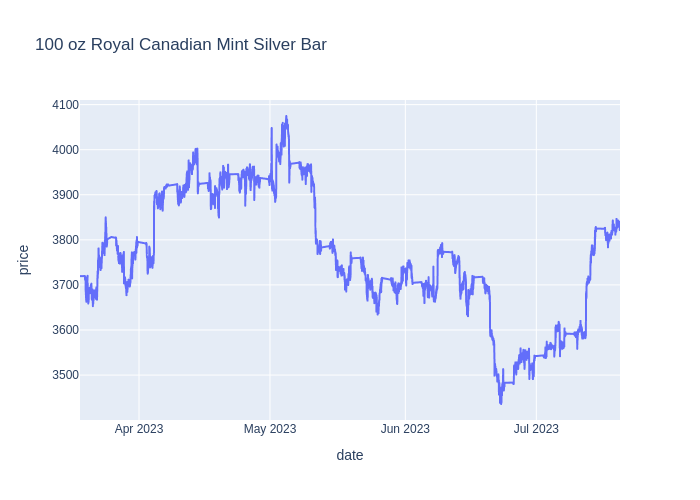 100 oz Royal Canadian Mint Silver Bar
4100
4000
3900
3800
3700
3600
3500
price
Apr 2023
May 2023
Jun 2023
Jul 2023
date